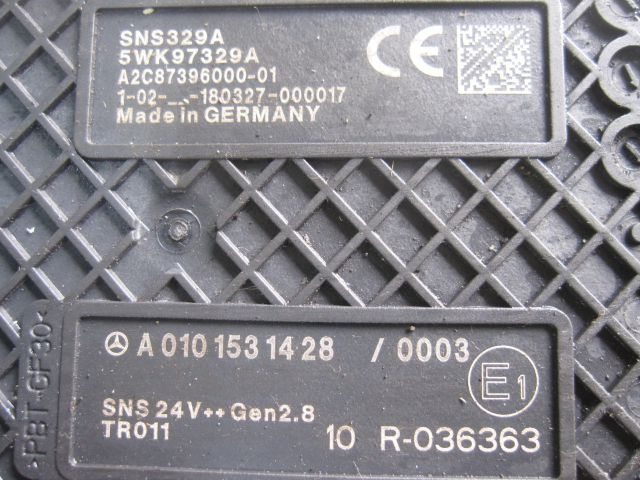 SNS329A
5WK97329A
A2C87396000-01
1-02-__-180327-000017
Made in GERMANY
CE
A 010 153 14 28 / 0003
E1
SNS 24V++ Gen2.8
TR011
10 R-036363
>PBT GF30<